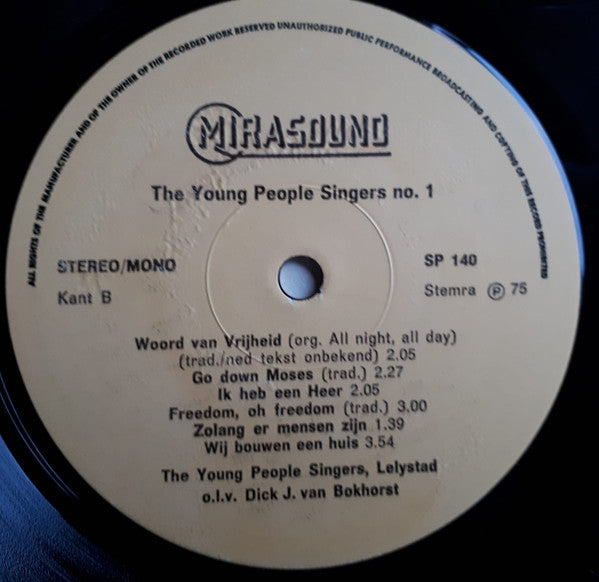 ALL RIGHTS OF THE MANUFACTURER AND OF THE OWNER OF THE RECORDED WORK RESERVED UNAUTHORIZED PUBLIC PERFORMANCE BROADCASTING AND COPYING OF THIS RECORD PROHIBITED
MIRASOUND
The Young People Singers no. 1
STEREO/MONO
SP 140
Kant B
Stemra ℗ 75
Woord van Vrijheid (org. All night, all day)
(trad./ned tekst onbekend) 2.05
Go down Moses (trad.) 2.27
Ik heb een Heer 2.05
Freedom, oh freedom (trad.) 3.00
Zolang er mensen zijn 1.39
Wij bouwen een huis 3.54
The Young People Singers, Lelystad
o.l.v. Dick J. van Bokhorst